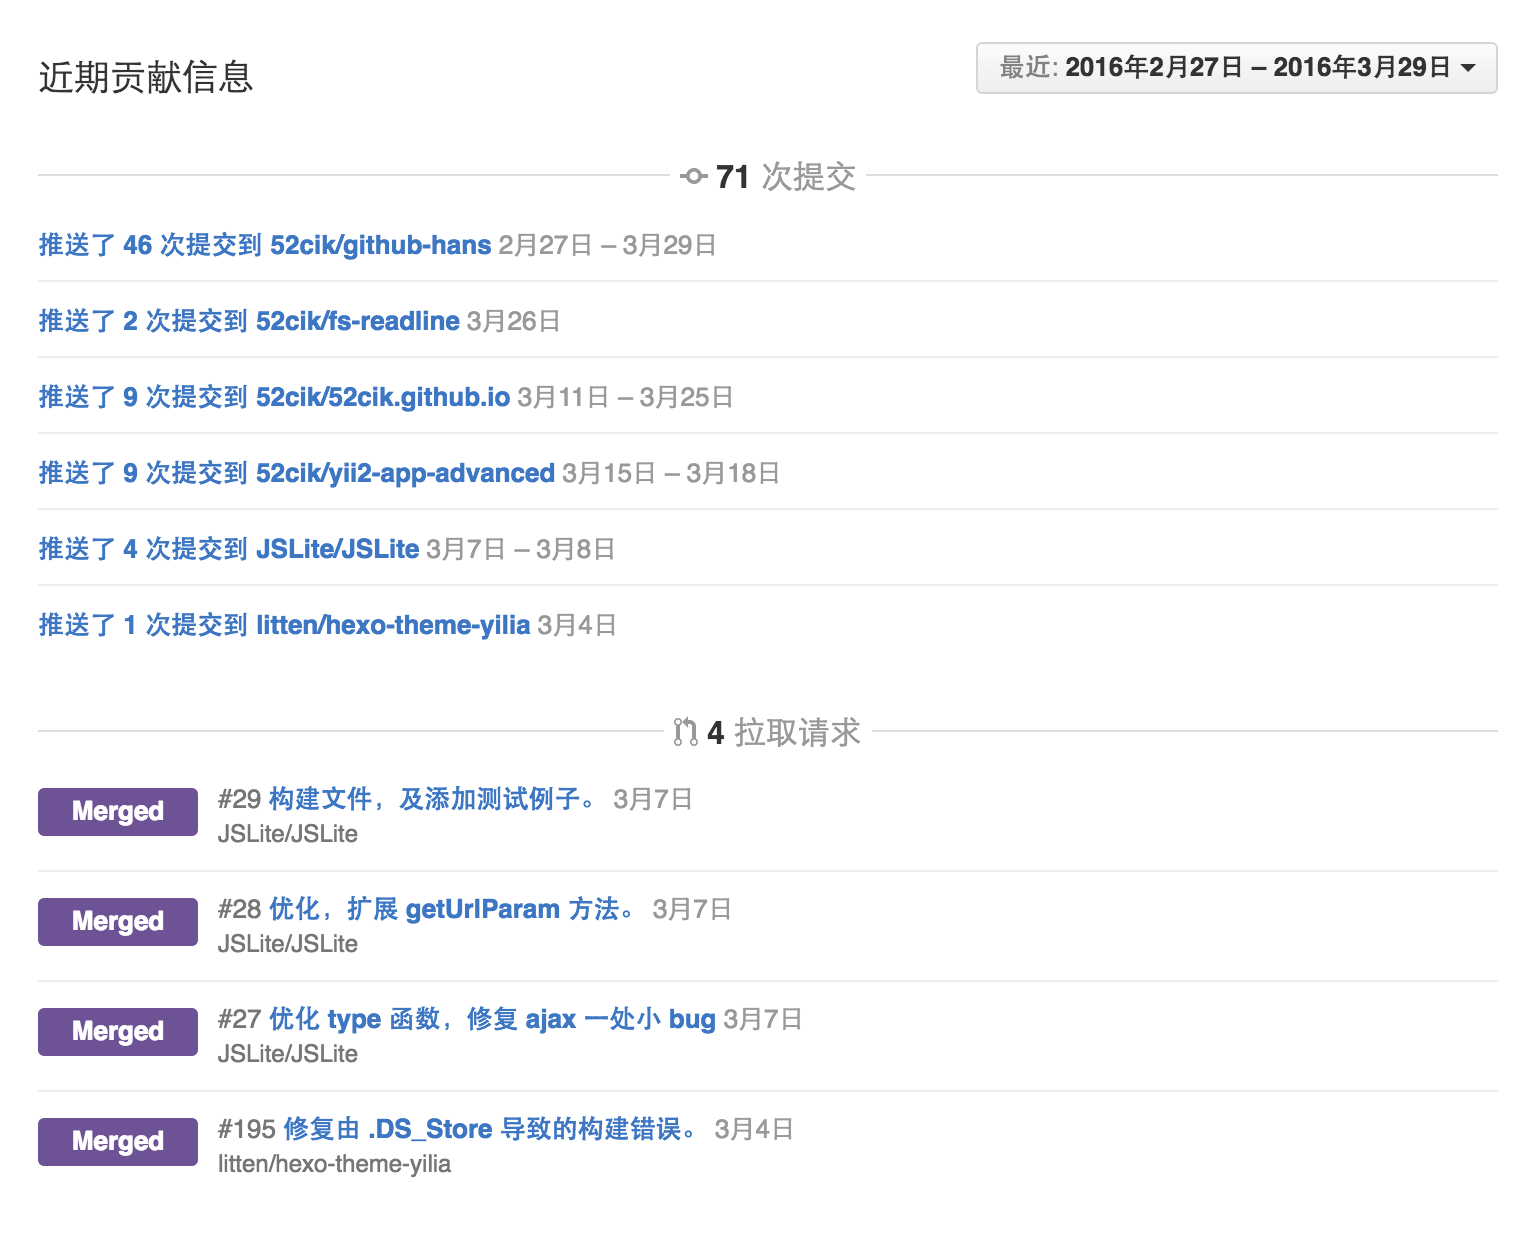 近期贡献信息
最近: 2016年2月27日 – 2016年3月29日
71 次提交
推送了 46 次提交到 52cik/github-hans 2月27日 – 3月29日
推送了 2 次提交到 52cik/fs-readline 3月26日
推送了 9 次提交到 52cik/52cik.github.io 3月11日 – 3月25日
推送了 9 次提交到 52cik/yii2-app-advanced 3月15日 – 3月18日
推送了 4 次提交到 JSLite/JSLite 3月7日 – 3月8日
推送了 1 次提交到 litten/hexo-theme-yilia 3月4日
4 拉取请求
Merged #29 构建文件，及添加测试例子。 3月7日
JSLite/JSLite
Merged #28 优化，扩展 getUrlParam 方法。 3月7日
JSLite/JSLite
Merged #27 优化 type 函数，修复 ajax 一处小 bug 3月7日
JSLite/JSLite
Merged #195 修复由 .DS_Store 导致的构建错误。 3月4日
litten/hexo-theme-yilia